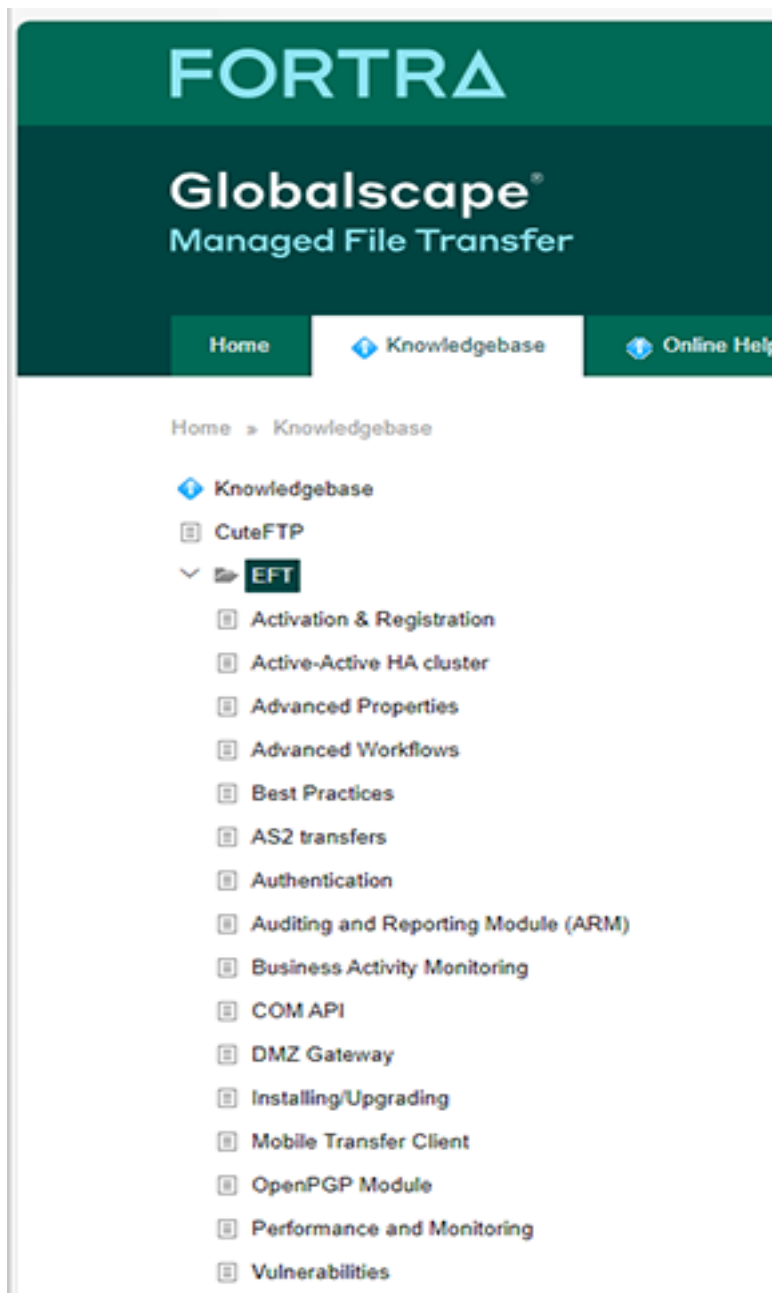 FORTRA
Globalscape®
Managed File Transfer
Home Knowledgebase Online Help
Home » Knowledgebase
Knowledgebase
CuteFTP
EFT
Activation & Registration
Active-Active HA cluster
Advanced Properties
Advanced Workflows
Best Practices
AS2 transfers
Authentication
Auditing and Reporting Module (ARM)
Business Activity Monitoring
COM API
DMZ Gateway
Installing/Upgrading
Mobile Transfer Client
OpenPGP Module
Performance and Monitoring
Vulnerabilities